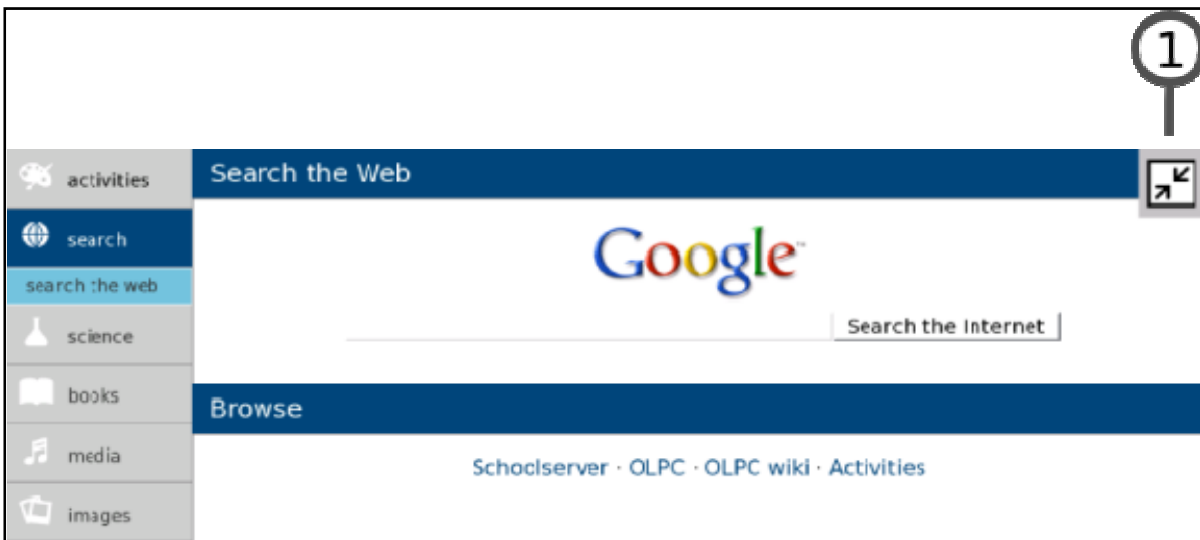 1
activities
Search the Web
search
Google™
search the web
Search the Internet
science
books
Browse
media
Schoolserver · OLPC · OLPC wiki · Activities
images